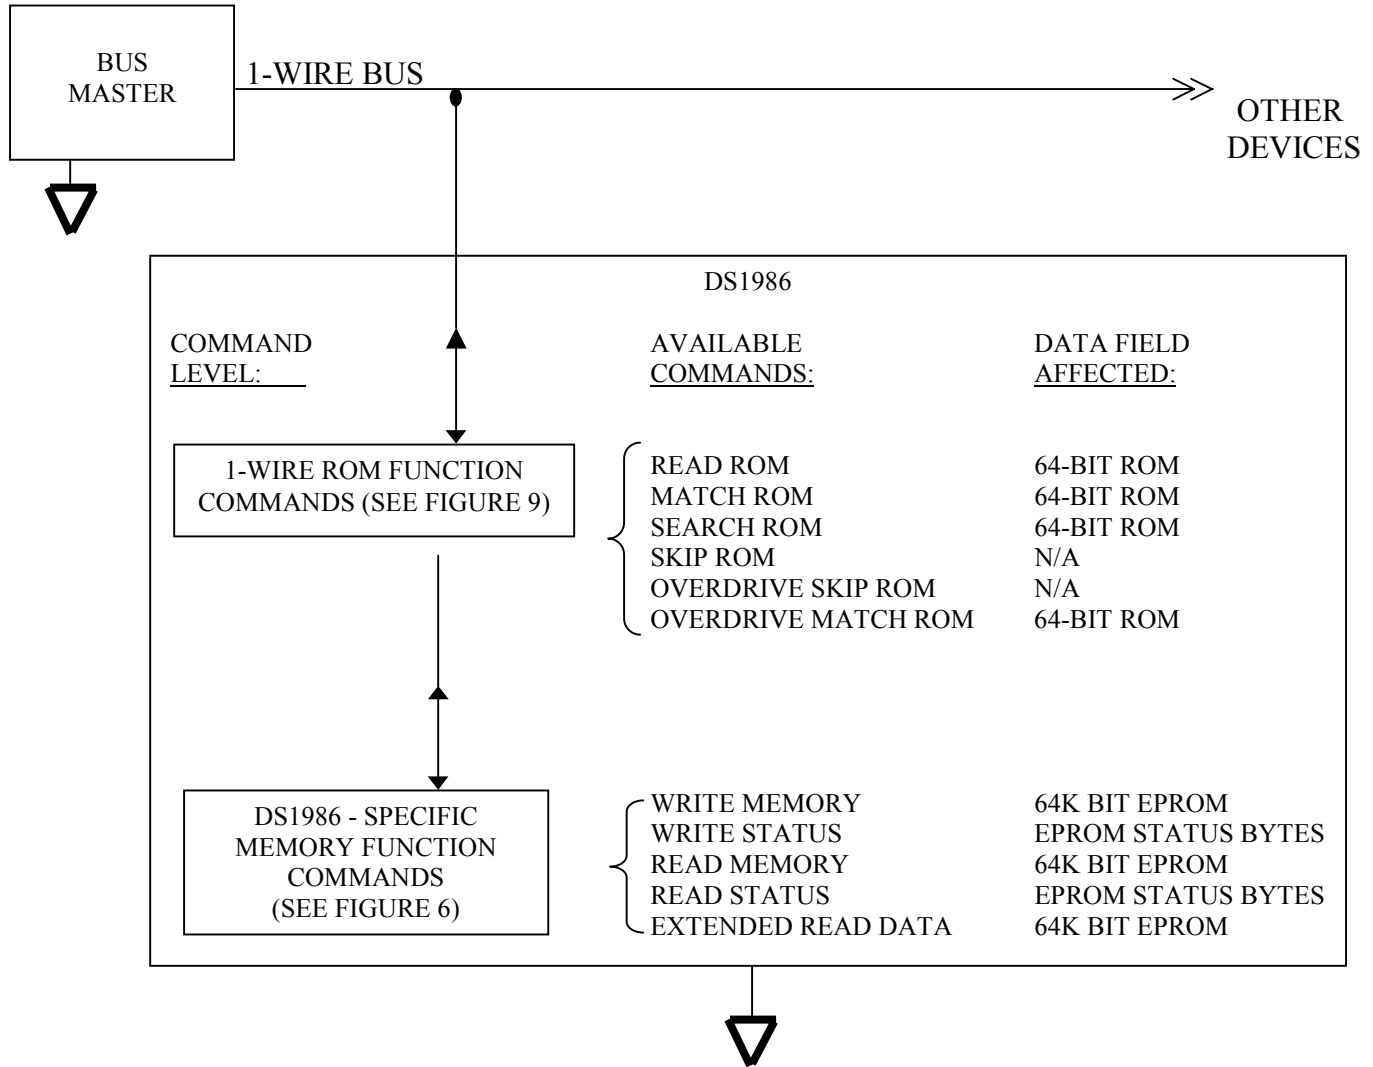 BUS
MASTER
1-WIRE BUS
OTHER
DEVICES
DS1986
COMMAND
LEVEL:
AVAILABLE
COMMANDS:
DATA FIELD
AFFECTED:
1-WIRE ROM FUNCTION
COMMANDS (SEE FIGURE 9)
READ ROM 64-BIT ROM
MATCH ROM 64-BIT ROM
SEARCH ROM 64-BIT ROM
SKIP ROM N/A
OVERDRIVE SKIP ROM N/A
OVERDRIVE MATCH ROM 64-BIT ROM
DS1986 - SPECIFIC
MEMORY FUNCTION
COMMANDS
(SEE FIGURE 6)
WRITE MEMORY 64K BIT EPROM
WRITE STATUS EPROM STATUS BYTES
READ MEMORY 64K BIT EPROM
READ STATUS EPROM STATUS BYTES
EXTENDED READ DATA 64K BIT EPROM